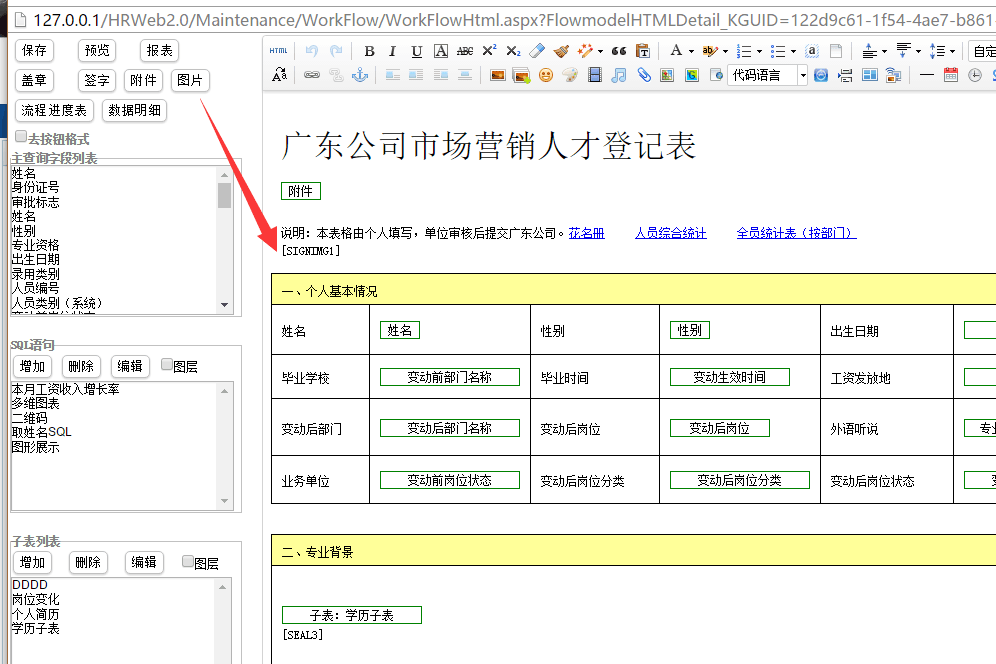 127.0.0.1/HRWeb2.0/Maintenance/WorkFlow/WorkFlowHtml.aspx?FlowmodelHTMLDetail_KGUID=122d9c61-1f54-4ae7-b861-
保存 预览 报表
盖章 签字 附件 图片
流程进度表 数据明细
去按钮格式
主查询字段列表
姓名
身份证号
审批标志
姓名
性别
专业资格
出生日期
录用类别
人员编号
人员类别（系统）
变动前岗位状态
SQL语句
增加 删除 编辑 图层
本月工资收入增长率
多维图表
二维码
取姓名SQL
图形展示
子表列表
增加 删除 编辑 图层
DDDD
岗位变化
个人简历
学历子表
HTML B I U A ABC X² X₂ A ab a 自定
代码语言
广东公司市场营销人才登记表
附件
说明：本表格由个人填写，单位审核后提交广东公司。花名册 人员综合统计 全员统计表（按部门）
[SIGNIMG1]
一、个人基本情况
姓名 姓名 性别 性别 出生日期
毕业学校 变动前部门名称 毕业时间 变动生效时间 工资发放地
变动后部门 变动后部门名称 变动后岗位 变动后岗位 外语听说 专业
业务单位 变动前岗位状态 变动后岗位分类 变动后岗位分类 变动后岗位状态
二、专业背景
子表：学历子表
[SEAL3]